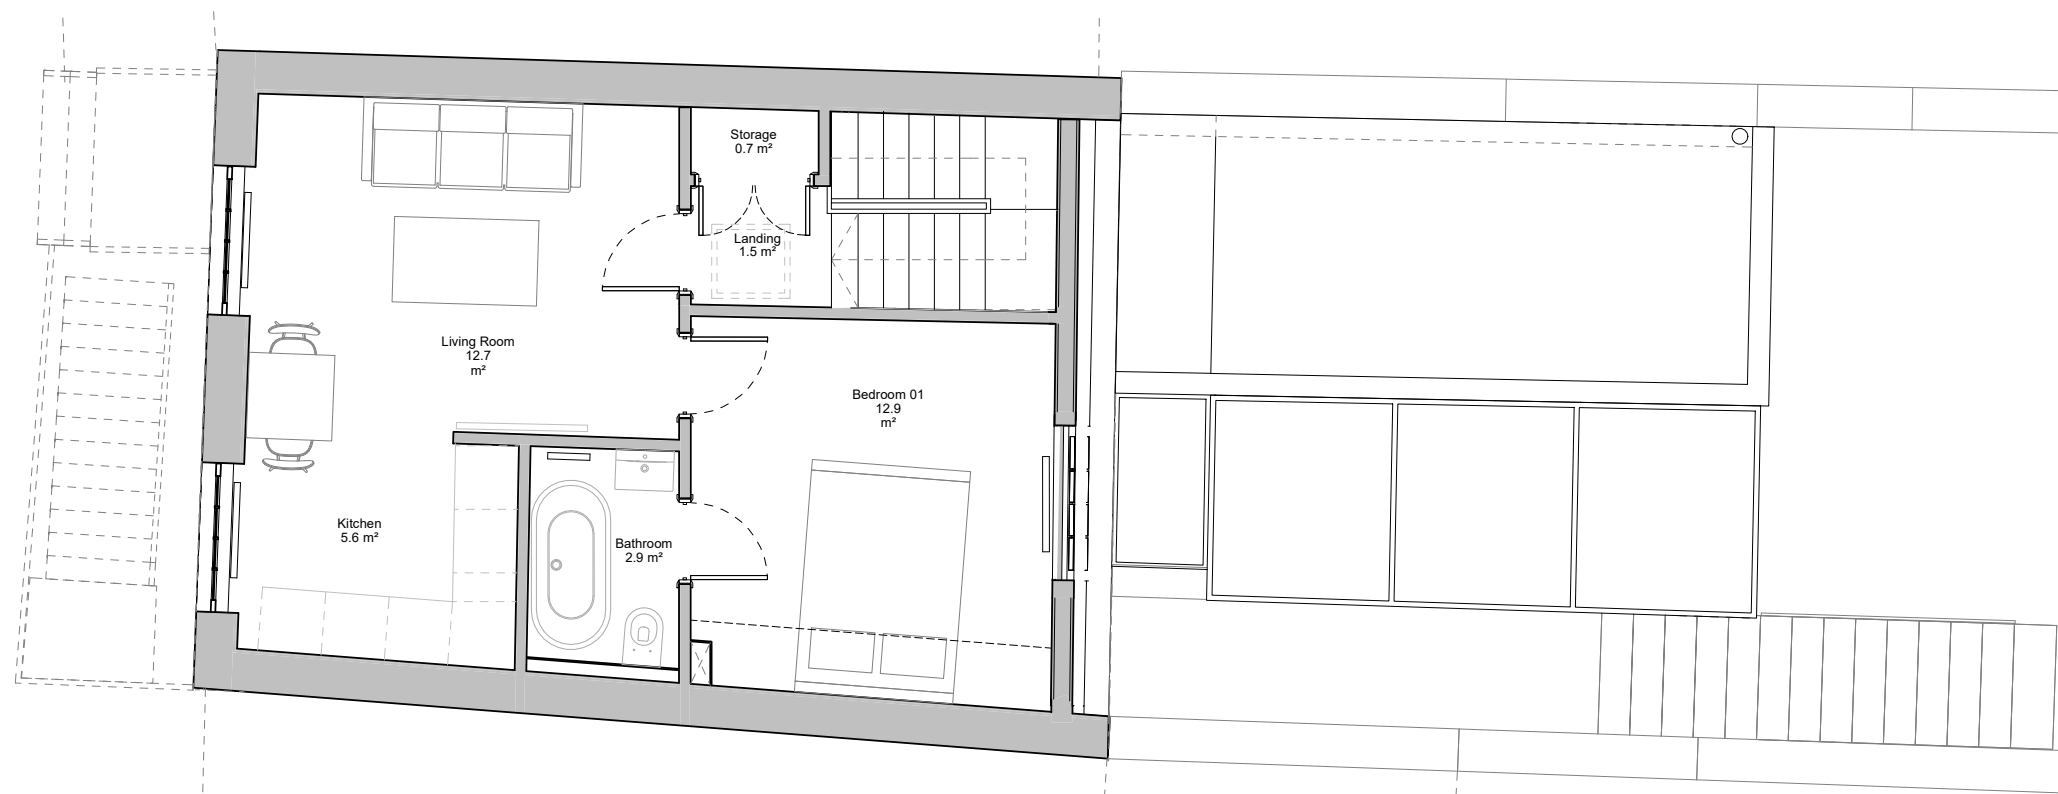 Storage
0.7 m²
Landing
1.5 m²
Living Room
12.7
m²
Bedroom 01
12.9
m²
Kitchen
5.6 m²
Bathroom
2.9 m²